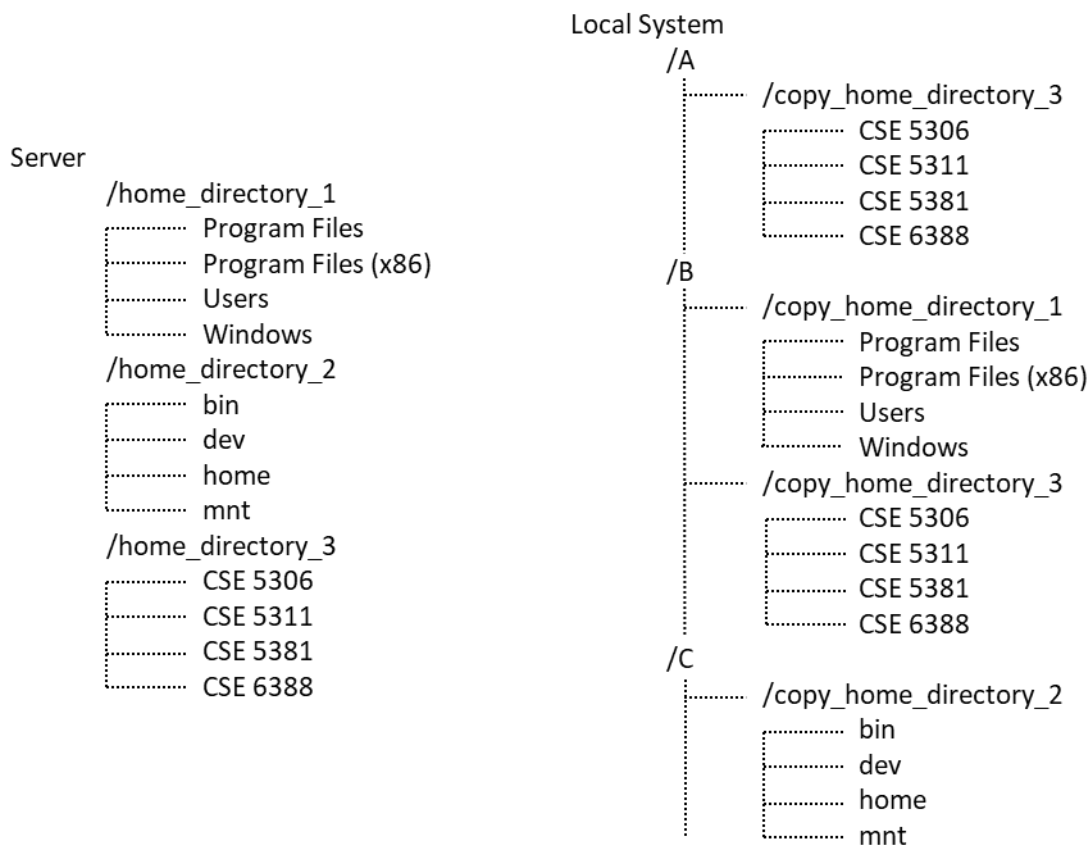 Server
/home_directory_1
Program Files
Program Files (x86)
Users
Windows
/home_directory_2
bin
dev
home
mnt
/home_directory_3
CSE 5306
CSE 5311
CSE 5381
CSE 6388
Local System
/A
/copy_home_directory_3
CSE 5306
CSE 5311
CSE 5381
CSE 6388
/B
/copy_home_directory_1
Program Files
Program Files (x86)
Users
Windows
/copy_home_directory_3
CSE 5306
CSE 5311
CSE 5381
CSE 6388
/C
/copy_home_directory_2
bin
dev
home
mnt